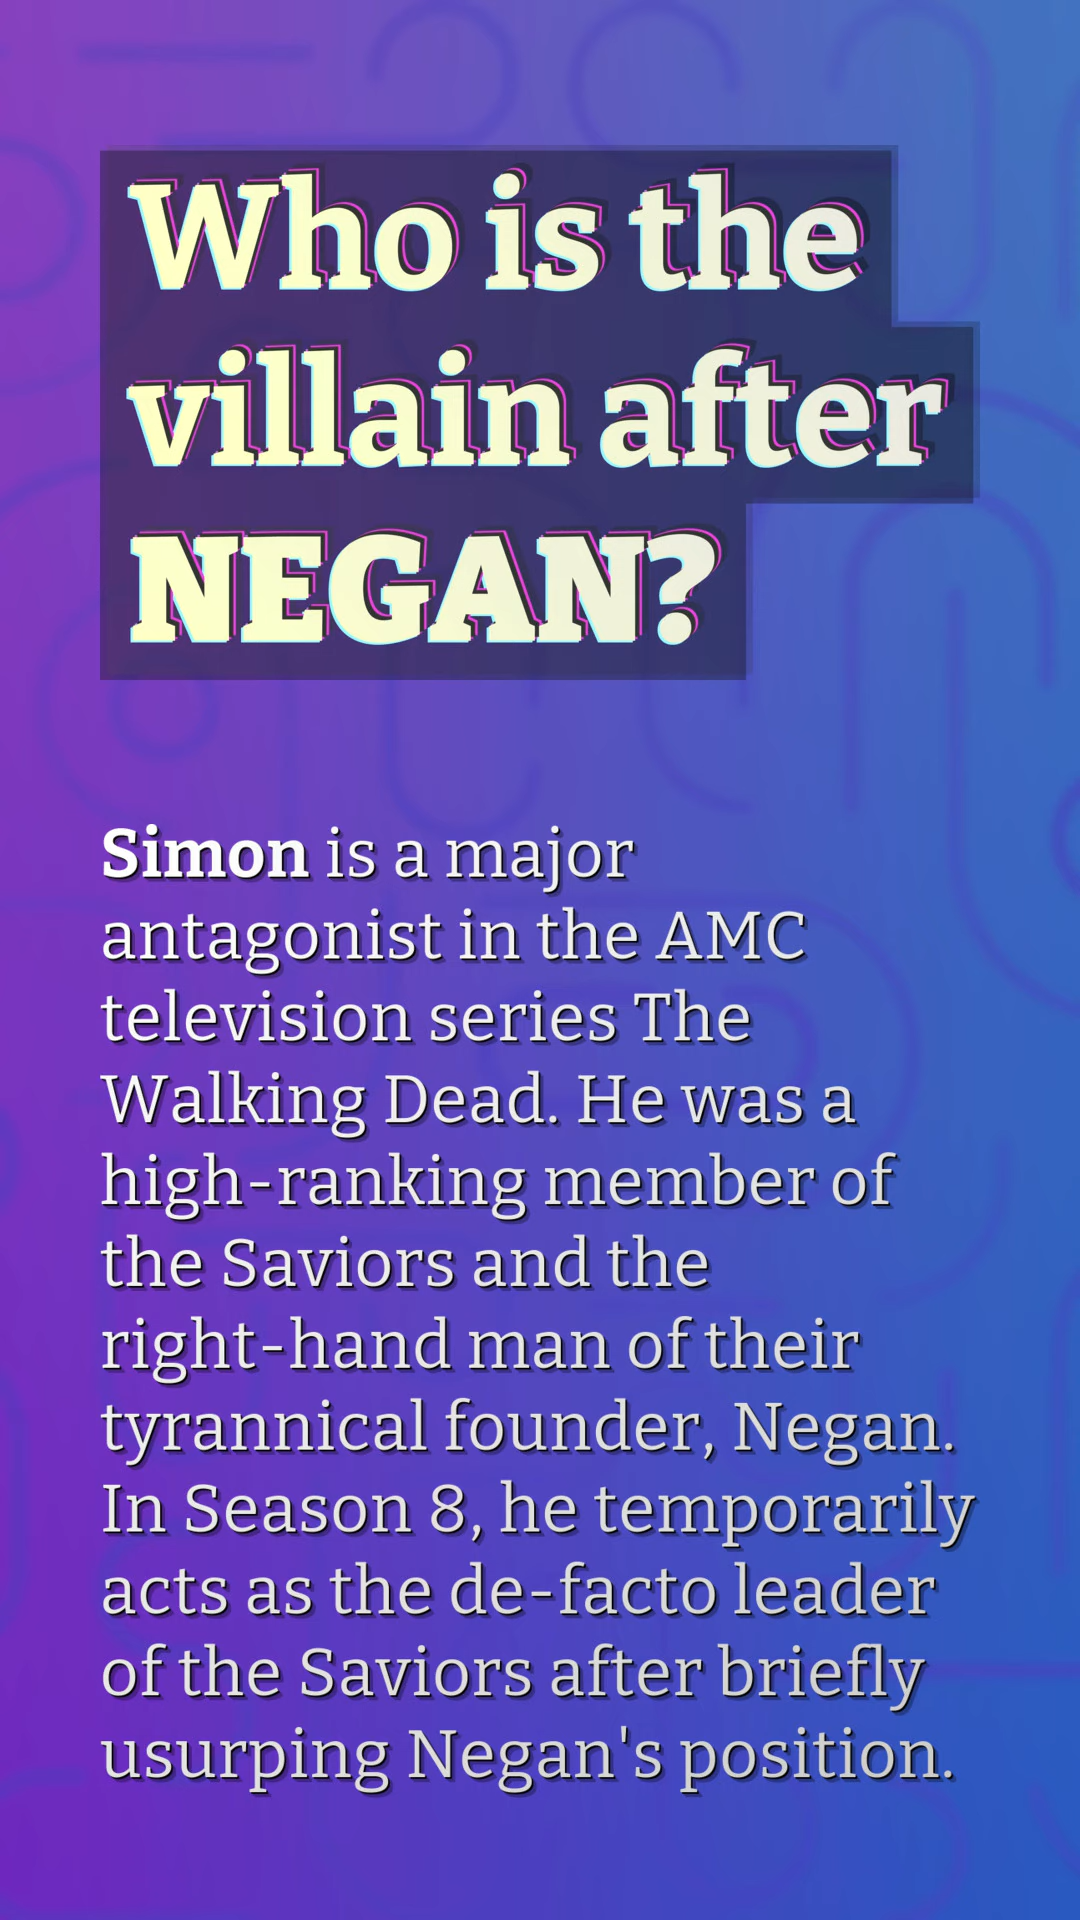 Who is the
villain after
NEGAN?
Simon is a major
antagonist in the AMC
television series The
Walking Dead. He was a
high-ranking member of
the Saviors and the
right-hand man of their
tyrannical founder, Negan.
In Season 8, he temporarily
acts as the de-facto leader
of the Saviors after briefly
usurping Negan's position.